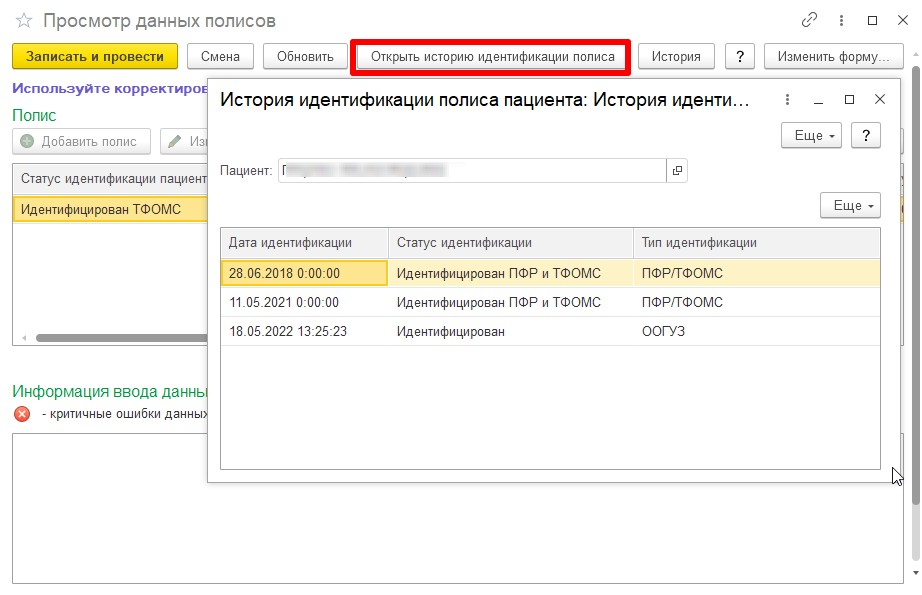 Просмотр данных полисов
Записать и провести Смена Обновить Открыть историю идентификации полиса История ? Изменить форму...
Используйте корректиров
Полис
Добавить полис
Статус идентификации пациент
Идентифицирован ТФОМС
Информация ввода данны
- критичные ошибки данных
История идентификации полиса пациента: История иденти...
Еще ?
Пациент:
Еще
Дата идентификации Статус идентификации Тип идентификации
28.06.2018 0:00:00 Идентифицирован ПФР и ТФОМС ПФР/ТФОМС
11.05.2021 0:00:00 Идентифицирован ПФР и ТФОМС ПФР/ТФОМС
18.05.2022 13:25:23 Идентифицирован ООГУЗ